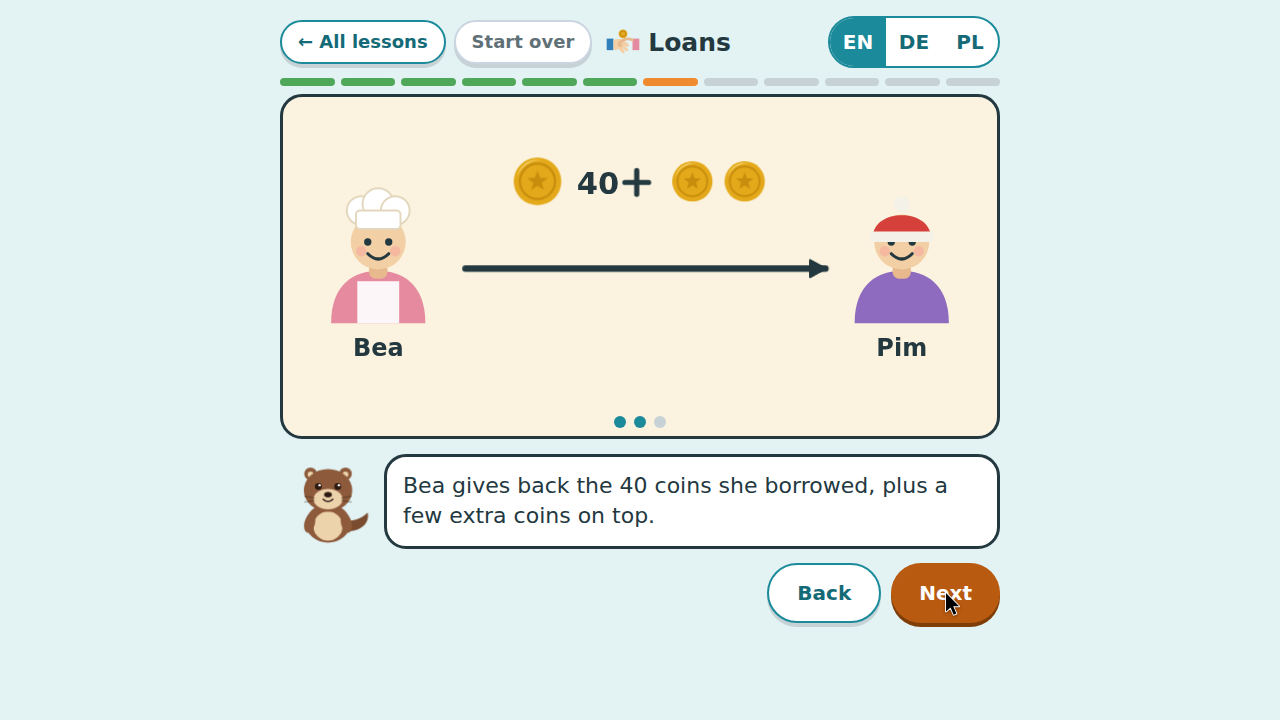 ← All lessons
Start over
Loans
EN DE PL
40+
Bea
Pim
Bea gives back the 40 coins she borrowed, plus a
few extra coins on top.
Back
Next